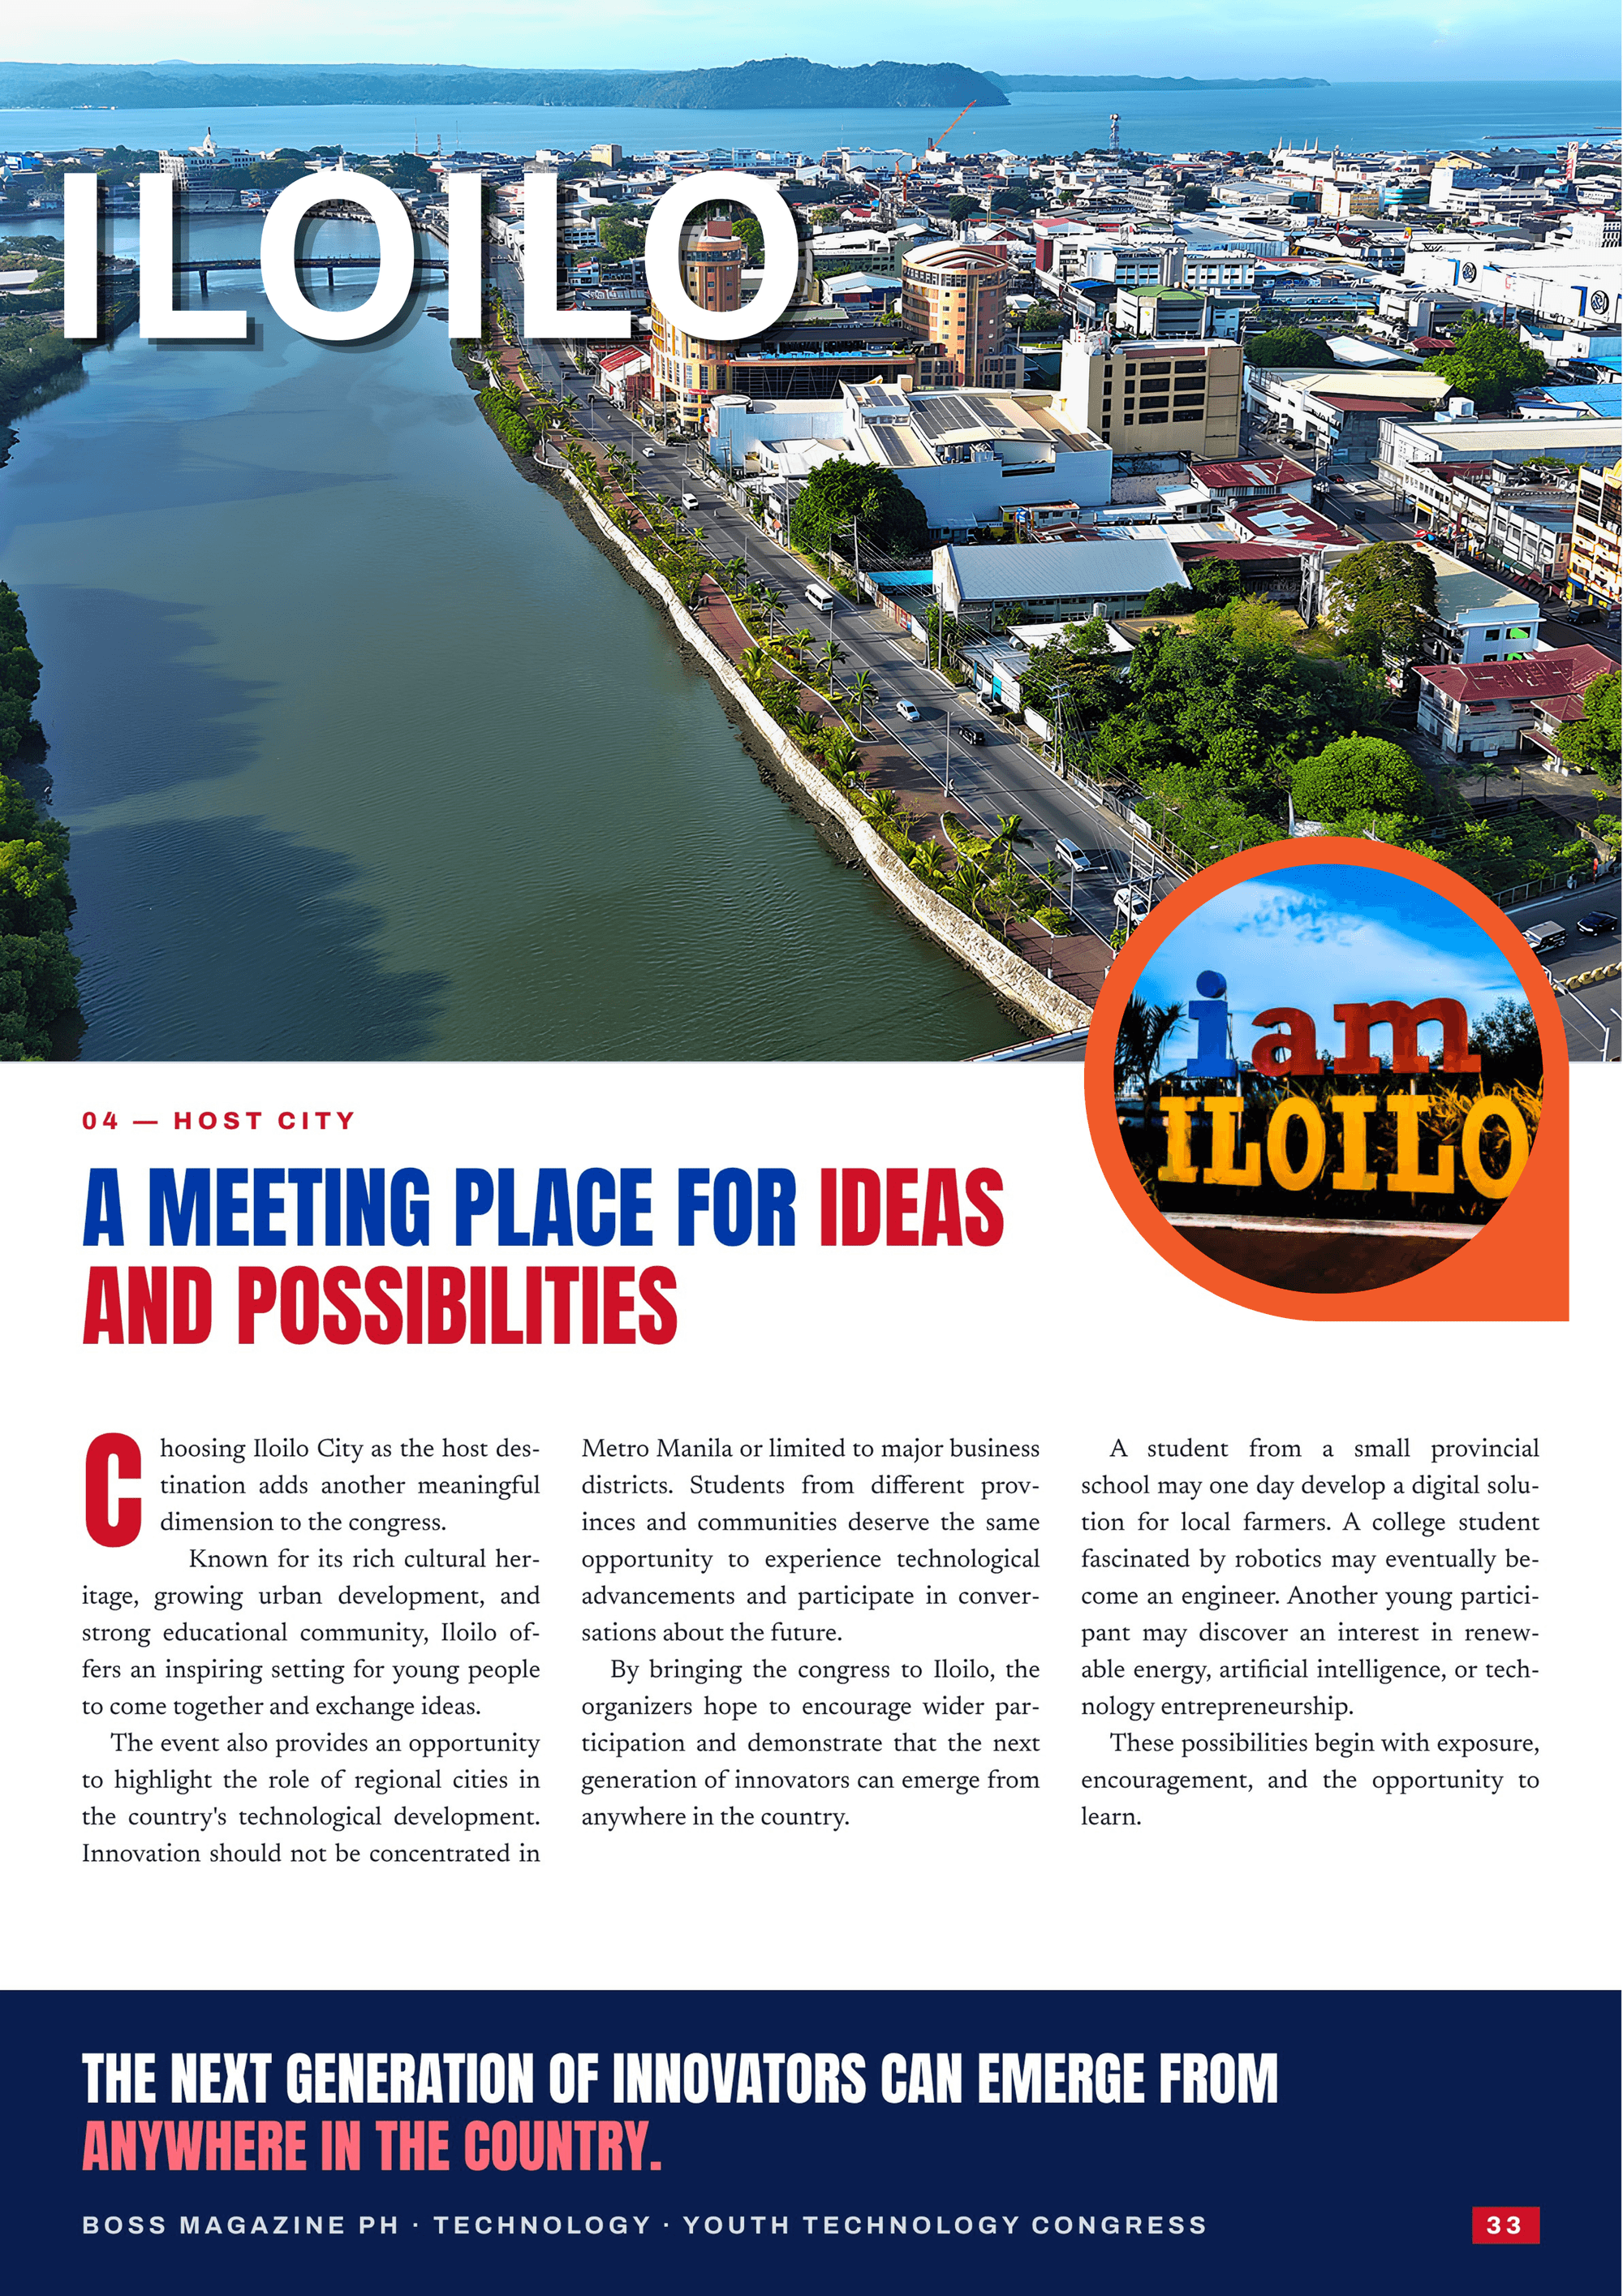 ILOILO
i am
ILOILO
04 — HOST CITY
A MEETING PLACE FOR IDEAS
AND POSSIBILITIES
Choosing Iloilo City as the host des-
tination adds another meaningful
dimension to the congress.
Known for its rich cultural her-
itage, growing urban development, and
strong educational community, Iloilo of-
fers an inspiring setting for young people
to come together and exchange ideas.
The event also provides an opportunity
to highlight the role of regional cities in
the country's technological development.
Innovation should not be concentrated in
Metro Manila or limited to major business
districts. Students from different prov-
inces and communities deserve the same
opportunity to experience technological
advancements and participate in conver-
sations about the future.
By bringing the congress to Iloilo, the
organizers hope to encourage wider par-
ticipation and demonstrate that the next
generation of innovators can emerge from
anywhere in the country.
A student from a small provincial
school may one day develop a digital solu-
tion for local farmers. A college student
fascinated by robotics may eventually be-
come an engineer. Another young partici-
pant may discover an interest in renew-
able energy, artificial intelligence, or tech-
nology entrepreneurship.
These possibilities begin with exposure,
encouragement, and the opportunity to
learn.
THE NEXT GENERATION OF INNOVATORS CAN EMERGE FROM
ANYWHERE IN THE COUNTRY.
BOSS MAGAZINE PH · TECHNOLOGY · YOUTH TECHNOLOGY CONGRESS
33